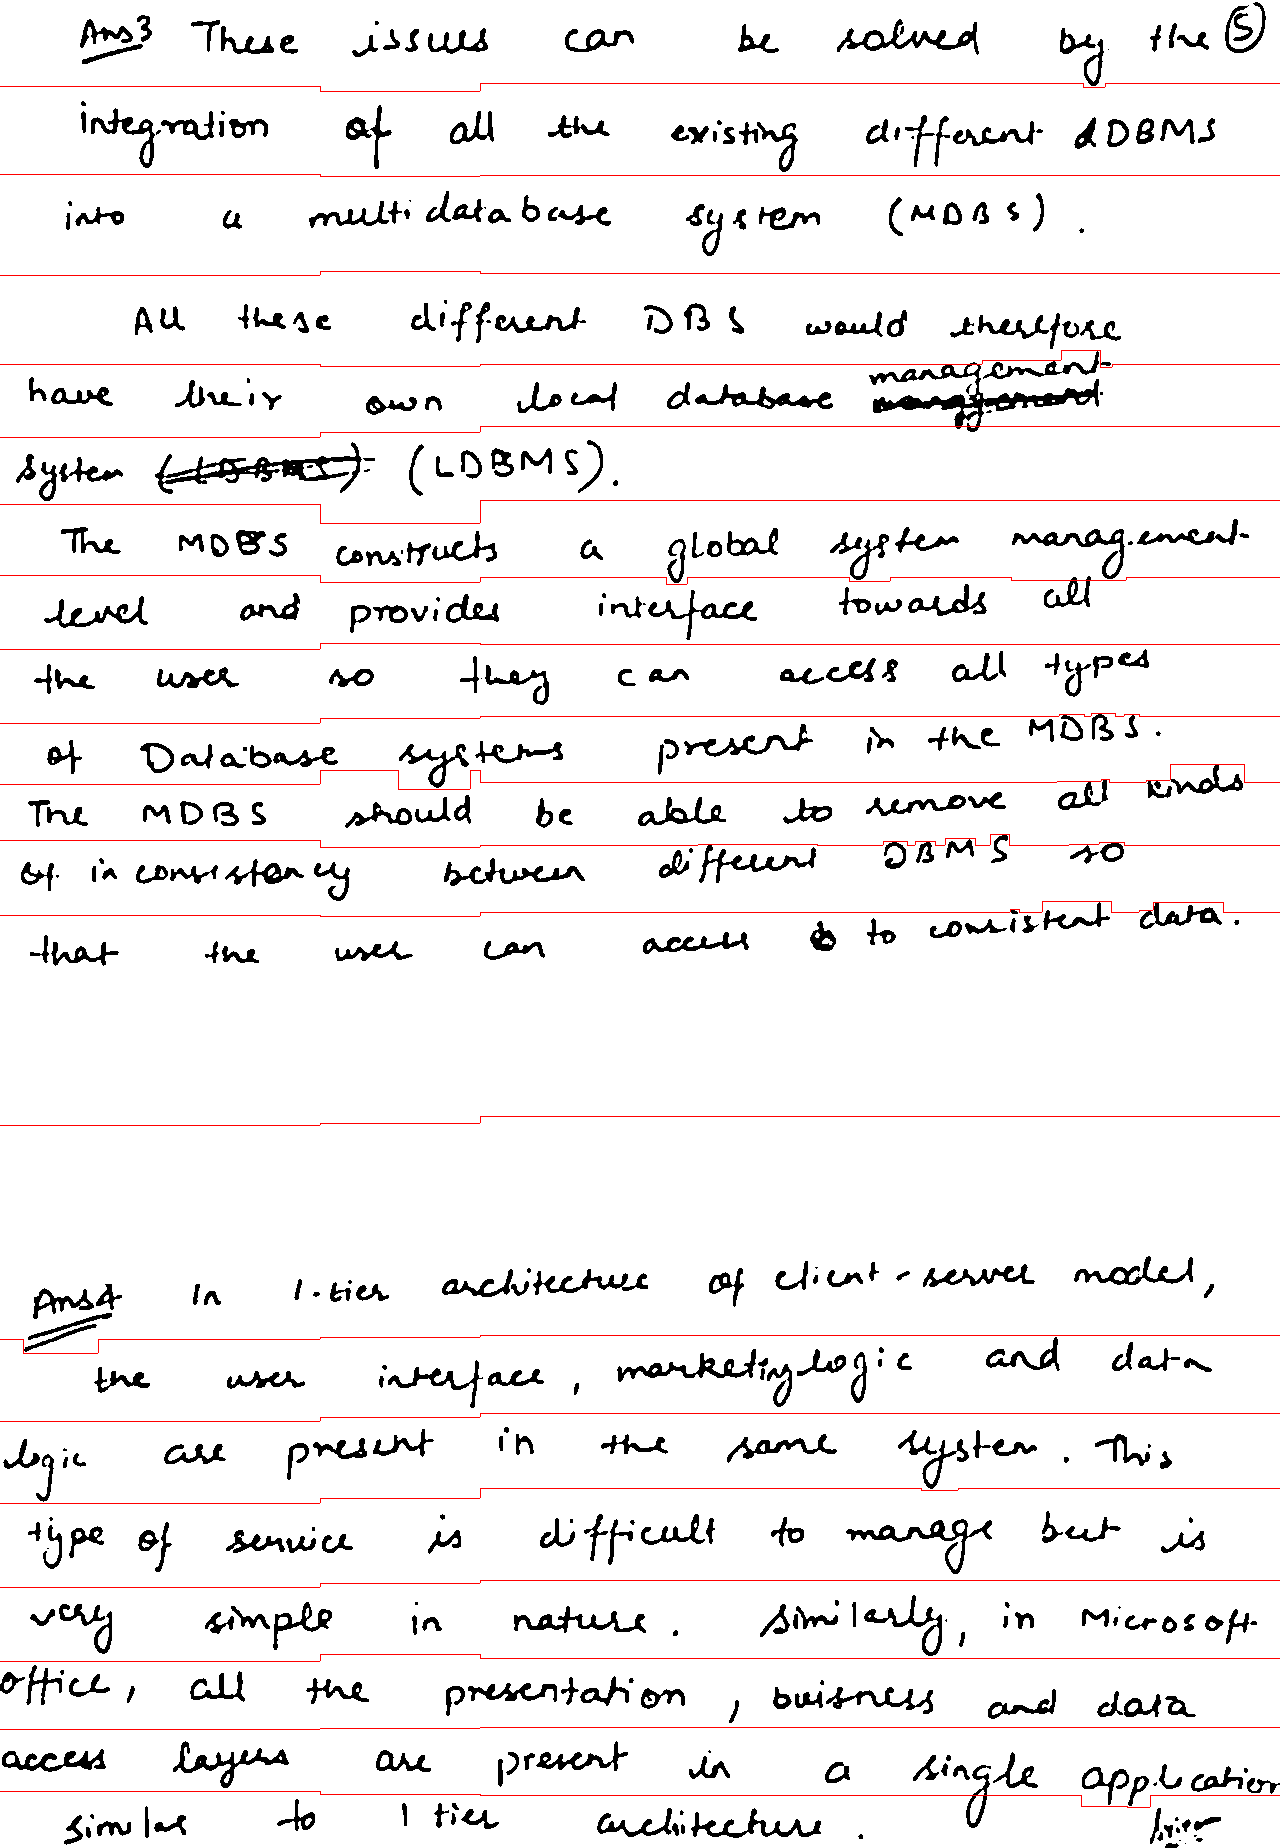 Ans3 These issues can be solved by the 5
integration of all the existing different DBMS
into a multidatabase system (MDBS).
All these different DBS would therefore
have their own local database management
system (LDBMS).
The MDBS constructs a global system management
level and provides interface towards all
the user so they can access all types
of Database systems present in the MDBS.
The MDBS should be able to remove all kinds
of inconsistency between different DBMS so
that the user can access to consistent data.
Ans4 In 1-tier architecture of client-server model,
the user interface, marketing logic and data
logic are present in the same system. This
type of service is difficult to manage but is
very simple in nature. Similarly, in Microsoft
office, all the presentation, buisness and data
access layers are present in a single application
similar to 1 tier architecture.